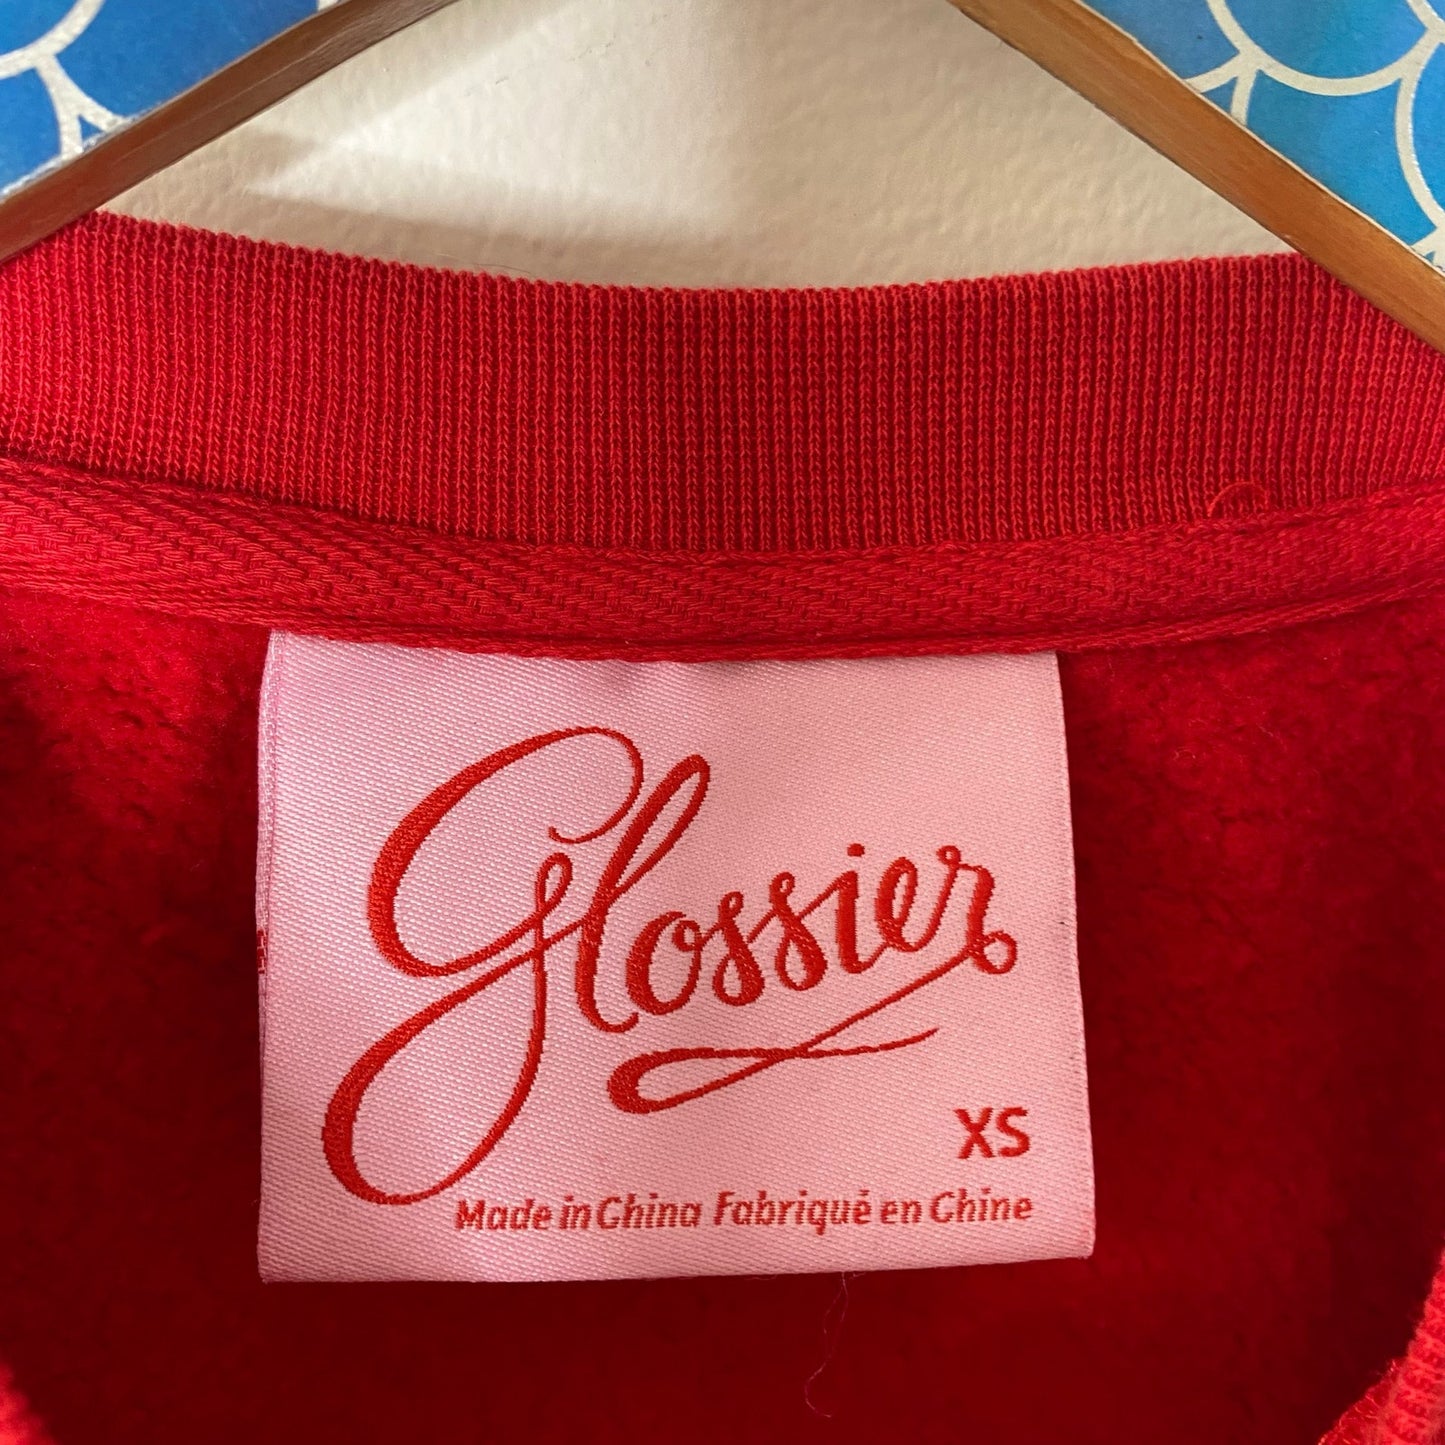 Glossier
XS
Made in China Fabriqué en Chine